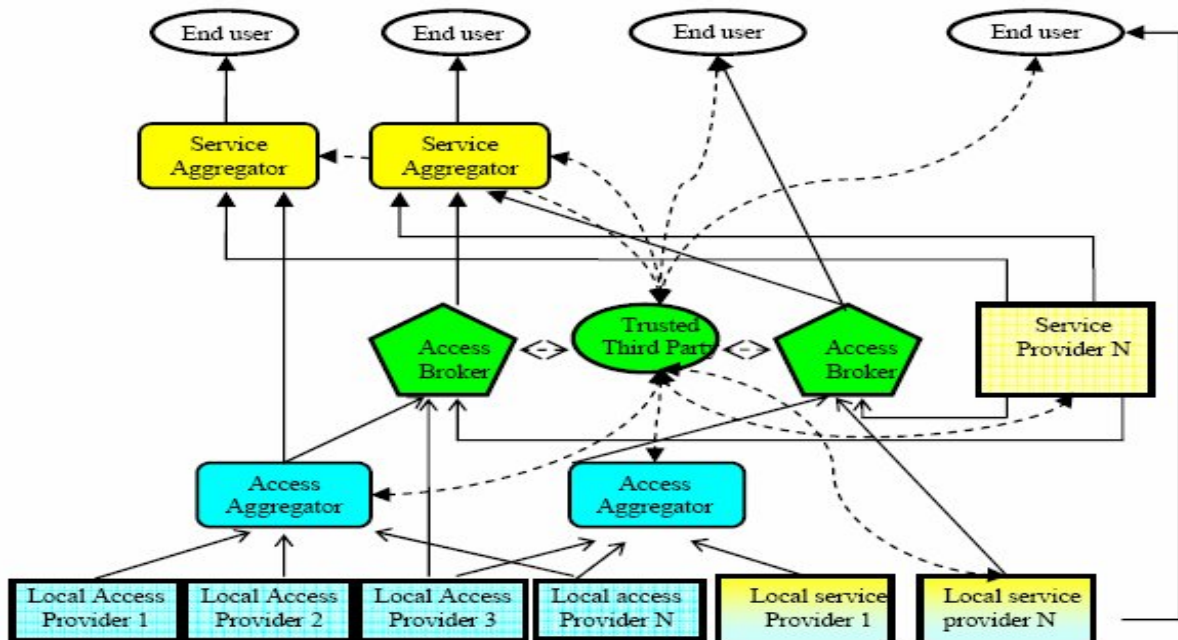 End user
End user
End user
End user
Service
Aggregator
Service
Aggregator
Trusted
Third Party
Access
Broker
Access
Broker
Service
Provider N
Access
Aggregator
Access
Aggregator
Local Access
Provider 1
Local Access
Provider 2
Local Access
Provider 3
Local access
Provider N
Local service
Provider 1
Local service
provider N